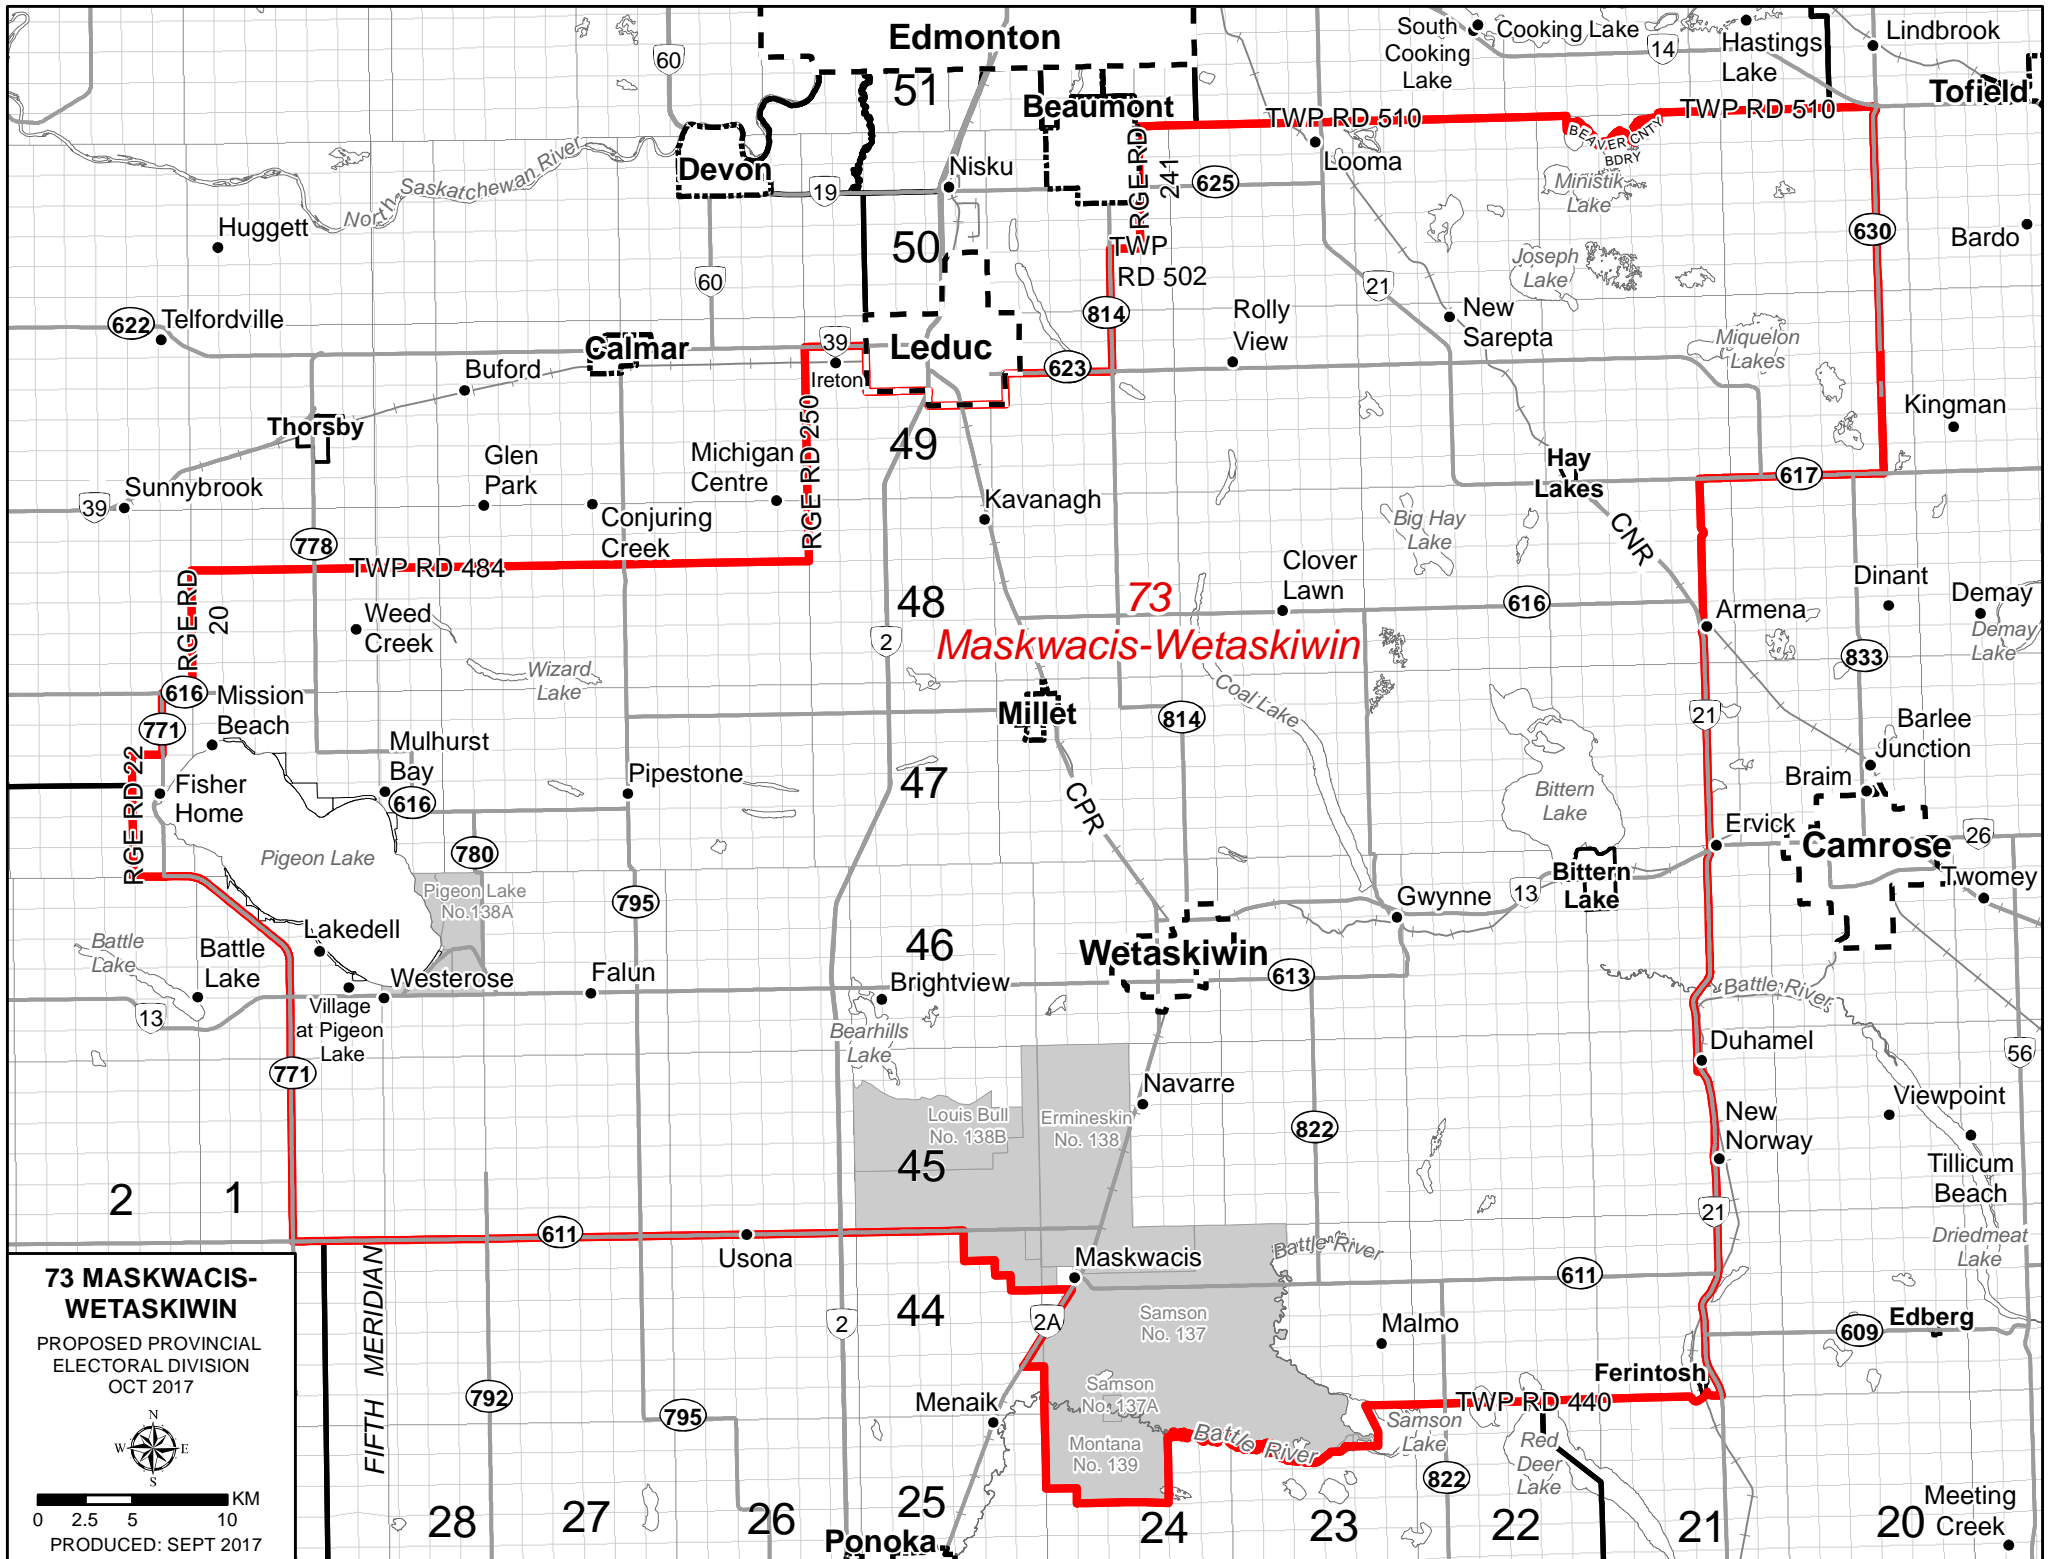 Edmonton
South
Cooking
Lake
Cooking Lake
14
Hastings
Lake
Lindbrook
60
51
Beaumont
Tofield
TWP RD 510
TWP RD 510
BEAVER CNTY
BDRY
Looma
Devon
Nisku
RGE RD
241
625
Ministik
Lake
19
North Saskatchewan River
Huggett
50
TWP
RD 502
630
Bardo
60
Joseph
Lake
21
622
Telfordville
814
Rolly
View
New
Sarepta
Miquelon
Lakes
Calmar
39
Leduc
Ireton
623
Buford
Kingman
Thorsby
RGE RD 250
49
Glen
Park
Michigan
Centre
Hay
Lakes
617
Sunnybrook
39
Kavanagh
Conjuring
Creek
Big Hay
Lake
CNR
778
TWP RD 484
Clover
Lawn
Dinant
Demay
RGE RD
20
48
73
616
Armena
Weed
Creek
2
Maskwacis-Wetaskiwin
Demay
Lake
833
Wizard
Lake
616
Mission
Beach
Coal Lake
771
Millet
814
21
Barlee
Junction
Mulhurst
Bay
RGE RD 22
Fisher
Home
616
Pipestone
47
CPR
Bittern
Lake
Braim
Ervick
Camrose
26
Pigeon Lake
780
Pigeon Lake
No.138A
795
Bittern
Lake
13
Gwynne
Twomey
Lakedell
Battle
Lake
Battle
Lake
46
Wetaskiwin
Westerose
Falun
Brightview
613
Battle River
13
Village
at Pigeon
Lake
Bearhills
Lake
Duhamel
56
771
Navarre
Viewpoint
Louis Bull
No. 138B
Ermineskin
No. 138
822
New
Norway
45
Tillicum
Beach
2
1
21
611
Usona
Battle River
Driedmeat
Lake
Maskwacis
611
73 MASKWACIS-
WETASKIWIN
PROPOSED PROVINCIAL
ELECTORAL DIVISION
OCT 2017
N
W
E
S
KM
0 2.5 5 10
PRODUCED: SEPT 2017
FIFTH MERIDIAN
44
2
2A
Samson
No. 137
Malmo
609
Edberg
Ferintosh
792
795
Menaik
Samson
No. 137A
TWP RD 440
Samson
Lake
Montana
No. 139
Battle River
Red
Deer
Lake
822
28
27
26
25
24
23
22
21
20
Meeting
Creek
Ponoka